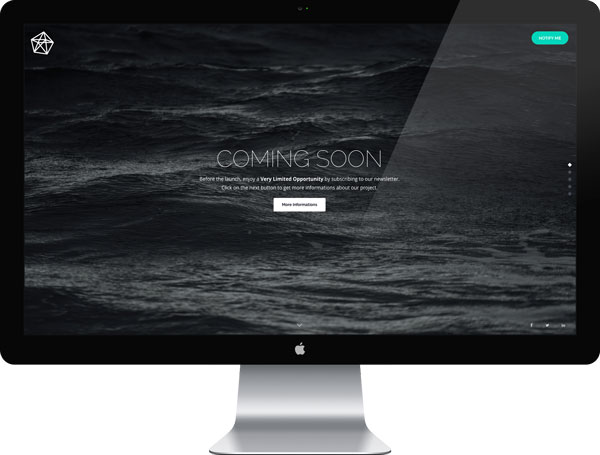 NOTIFY ME
COMING SOON
Before the launch, enjoy a Very Limited Opportunity by subscribing to our newsletter.
Click on the next button to get more informations about our project.
More Informations